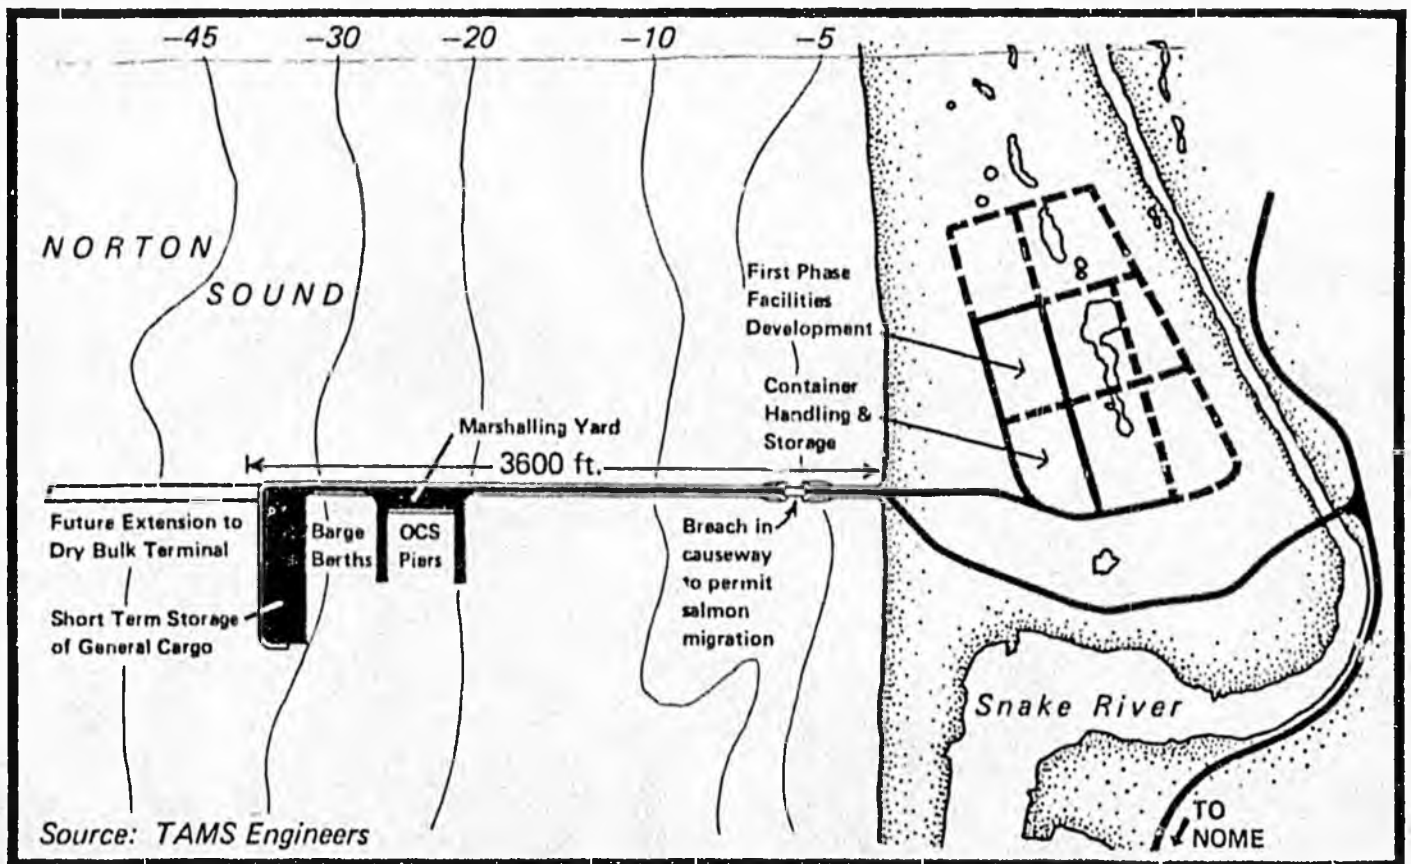 -45 -30 -20 -10 -5
NORTON
SOUND
First Phase
Facilities
Development
Container
Handling &
Storage
Marshalling Yard
3600 ft.
Future Extension to
Dry Bulk Terminal
Barge
Berths
OCS
Piers
Breach in
causeway
to permit
salmon
migration
Short Term Storage
of General Cargo
Snake River
TO
NOME
Source: TAMS Engineers